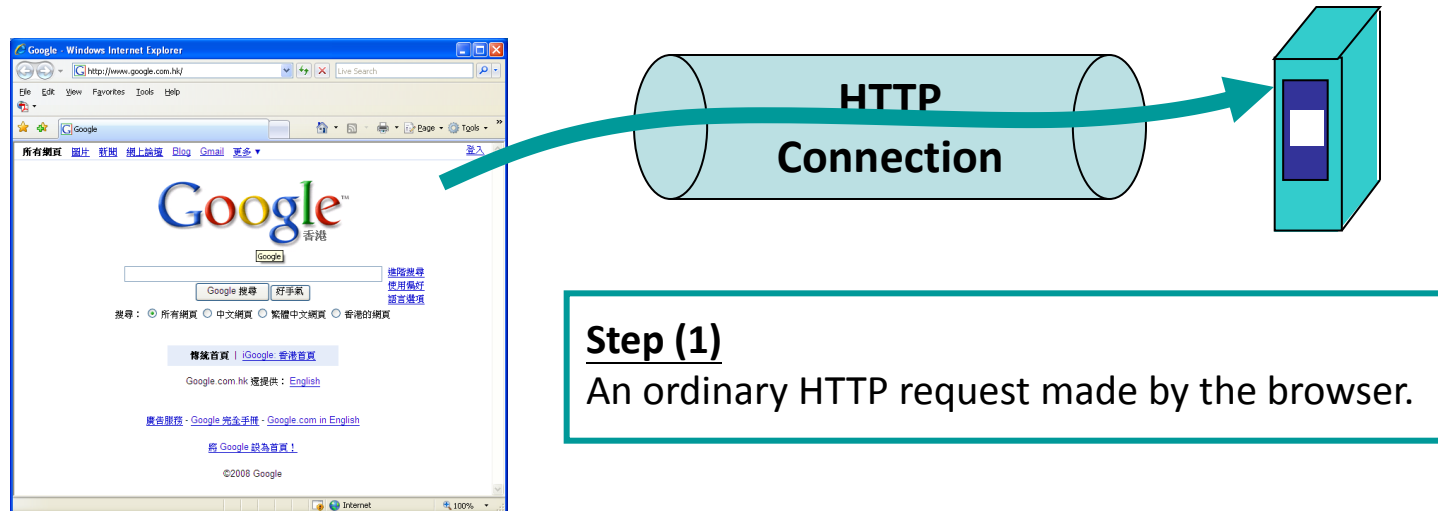 Google - Windows Internet Explorer
http://www.google.com.hk/
Live Search
File Edit View Favorites Tools Help
Google
Page Tools
所有網頁 圖片 新聞 網上論壇 Blog Gmail 更多 ▼
登入
Google™
香港
Google
進階搜尋
使用偏好
語言選項
Google 搜尋 好手氣
搜尋： 所有網頁 中文網頁 繁體中文網頁 香港的網頁
傳統首頁 | iGoogle: 香港首頁
Google.com.hk 還提供： English
廣告服務 - Google 完全手冊 - Google.com in English
將 Google 設為首頁！
©2008 Google
Internet
100%
HTTP
Connection
Step (1)
An ordinary HTTP request made by the browser.